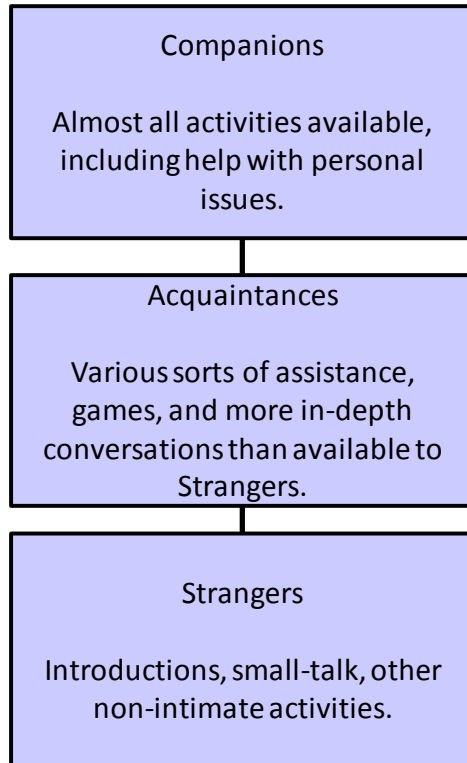 Companions
Almost all activities available,
including help with personal
issues.
Acquaintances
Various sorts of assistance,
games, and more in-depth
conversations than available to
Strangers.
Strangers
Introductions, small-talk, other
non-intimate activities.